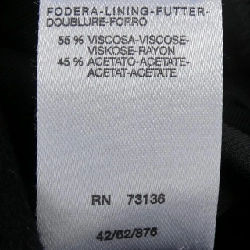 FODERA-LINING-FUTTER-
DOUBLURE-FORRO
55 % VISCOSA-VISCOSE-
VISKOSE-RAYON
45 % ACETATO-ACETATE-
ACETAT-ACETATE
RN 73136
42/62/876